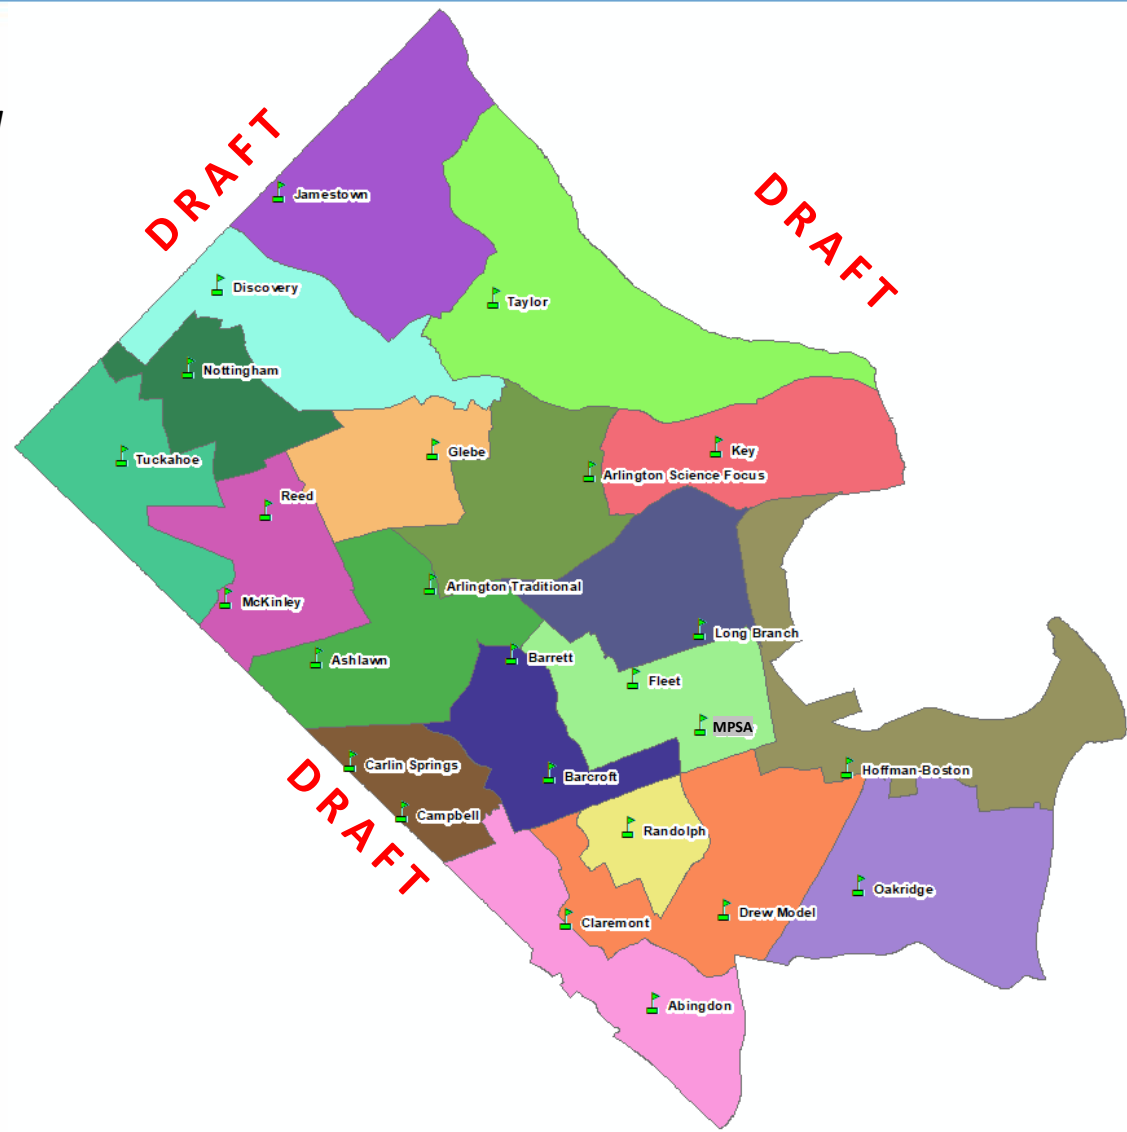 DRAFT
DRAFT
Jamestown
Discovery
Taylor
Nottingham
Tuckahoe
Glebe
Key
Arlington Science Focus
Reed
Arlington Traditional
McKinley
Long Branch
Ashlawn
Barrett
Fleet
MPSA
Carlin Springs
Barcroft
Hoffman-Boston
Campbell
DRAFT
Randolph
Oakridge
Claremont
Drew Model
Abingdon